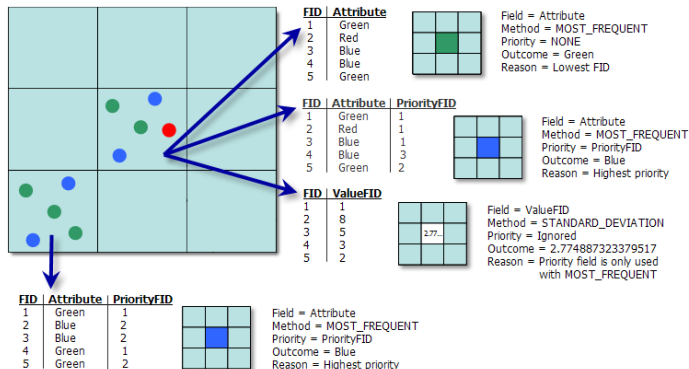 FID | Attribute
1 Green
2 Red
3 Blue
4 Blue
5 Green
Field = Attribute
Method = MOST_FREQUENT
Priority = NONE
Outcome = Green
Reason = Lowest FID
FID | Attribute | PriorityFID
1 Green 1
2 Red 1
3 Blue 1
4 Blue 3
5 Green 2
Field = Attribute
Method = MOST_FREQUENT
Priority = PriorityFID
Outcome = Blue
Reason = Highest priority
FID | ValueFID
1 1
2 8
3 5
4 3
5 2
2.77...
Field = ValueFID
Method = STANDARD_DEVIATION
Priority = Ignored
Outcome = 2.774887323379517
Reason = Priority field is only used
with MOST_FREQUENT
FID | Attribute | PriorityFID
1 Green 1
2 Blue 2
3 Blue 2
4 Green 1
5 Green 2
Field = Attribute
Method = MOST_FREQUENT
Priority = PriorityFID
Outcome = Blue
Reason = Highest priority